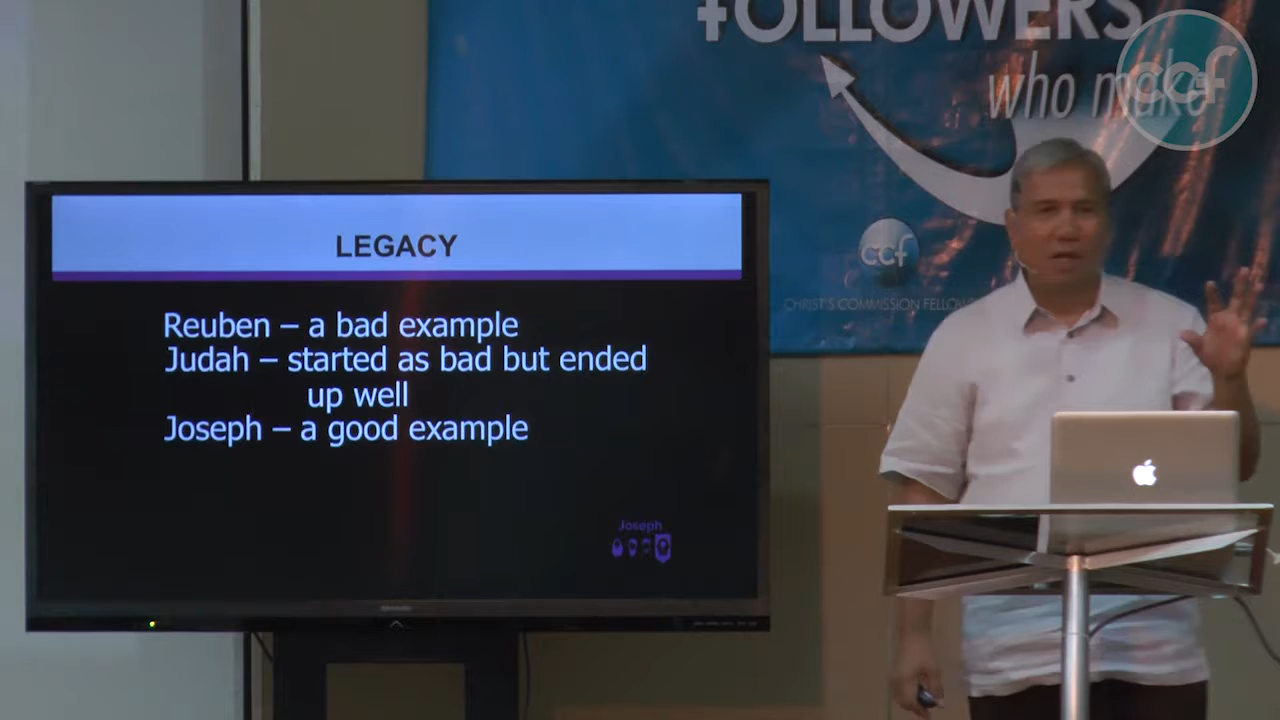 FOLLOWERS
who make
ccf
ccf
CHRIST'S COMMISSION
LEGACY
Reuben – a bad example
Judah – started as bad but ended
up well
Joseph – a good example
Joseph